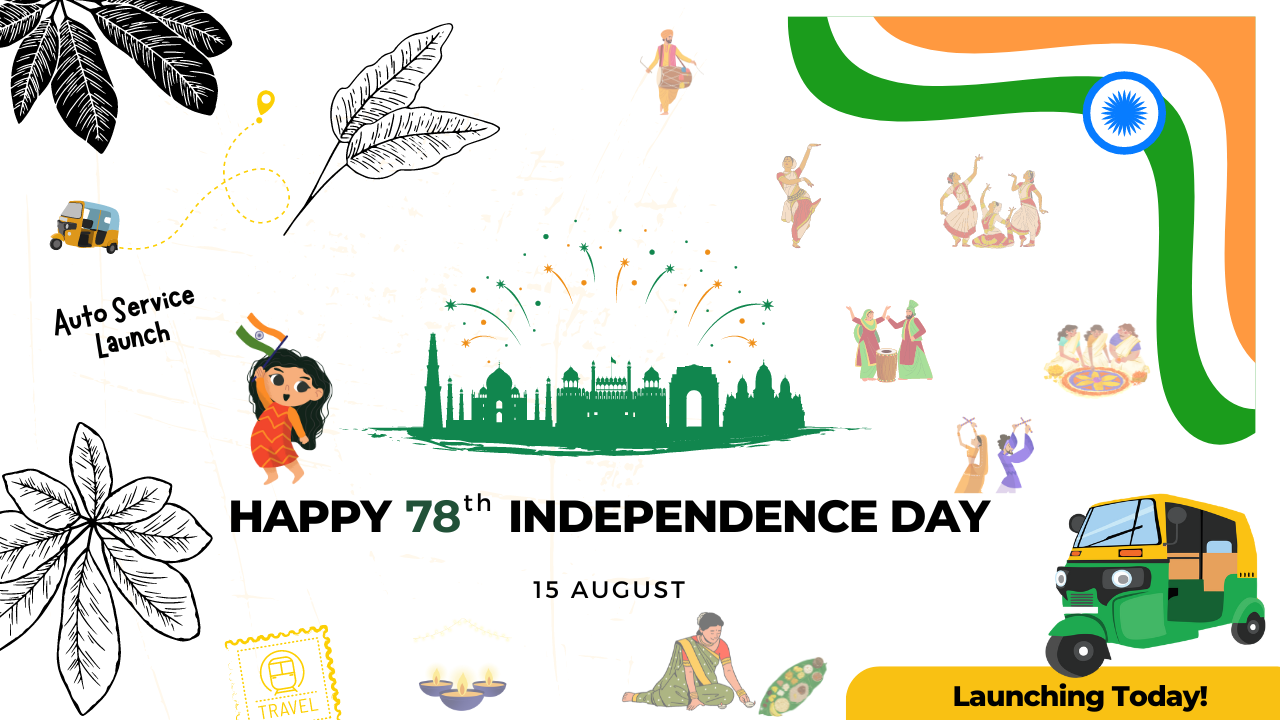 Auto Service
Launch
HAPPY 78th INDEPENDENCE DAY
15 AUGUST
TRAVEL
Launching Today!